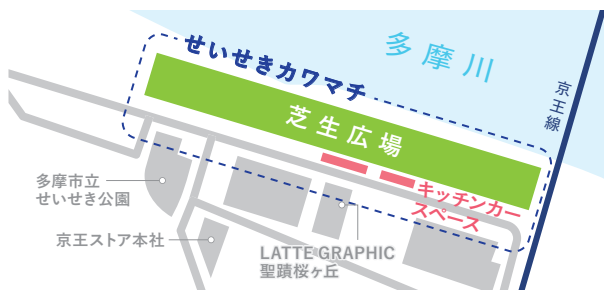 多摩川
せいせきカワマチ
京王線
芝生広場
キッチンカー
スペース
多摩市立
せいせき公園
京王ストア本社
LATTE GRAPHIC
聖蹟桜ヶ丘